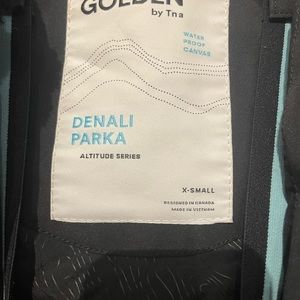 GOLDEN
by Tna
WATER
PROOF
CANVAS
DENALI
PARKA
ALTITUDE SERIES
X-SMALL
DESIGNED IN CANADA
MADE IN VIETNAM